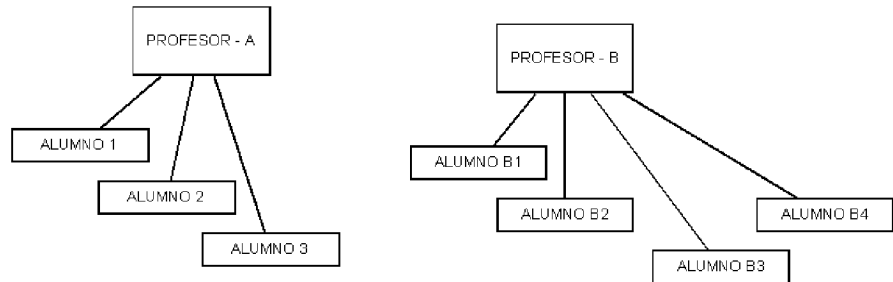 PROFESOR - A
ALUMNO 1
ALUMNO 2
ALUMNO 3
PROFESOR - B
ALUMNO B1
ALUMNO B2
ALUMNO B4
ALUMNO B3